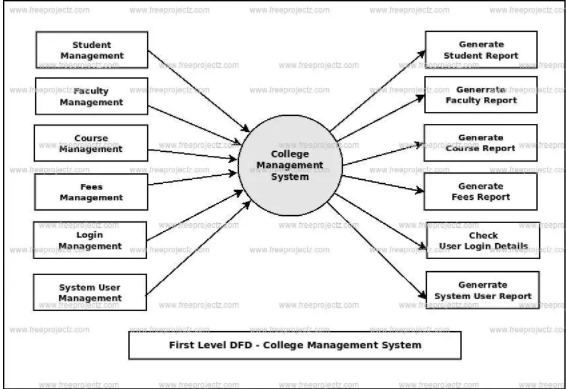 www.freeprojectz.com
Student
Management
Faculty
Management
Course
Management
Fees
Management
Login
Management
System User
Management
College
Management
System
Generate
Student Report
Generrate
Faculty Report
Generate
Course Report
Generate
Fees Report
Check
User Login Details
Generrate
System User Report
First Level DFD - College Management System